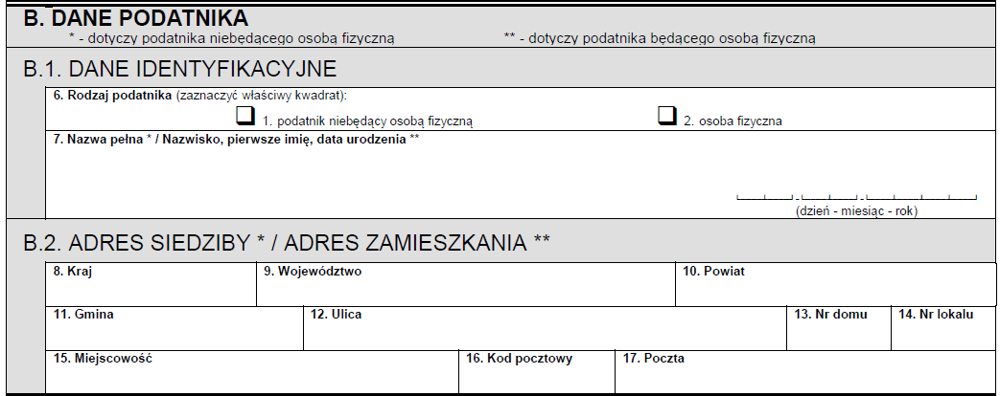 B. DANE PODATNIKA
* - dotyczy podatnika niebędącego osobą fizyczną ** - dotyczy podatnika będącego osobą fizyczną
B.1. DANE IDENTYFIKACYJNE
6. Rodzaj podatnika (zaznaczyć właściwy kwadrat):
1. podatnik niebędący osobą fizyczną 2. osoba fizyczna
7. Nazwa pełna * / Nazwisko, pierwsze imię, data urodzenia **
(dzień - miesiąc - rok)
B.2. ADRES SIEDZIBY * / ADRES ZAMIESZKANIA **
8. Kraj 9. Województwo 10. Powiat
11. Gmina 12. Ulica 13. Nr domu 14. Nr lokalu
15. Miejscowość 16. Kod pocztowy 17. Poczta